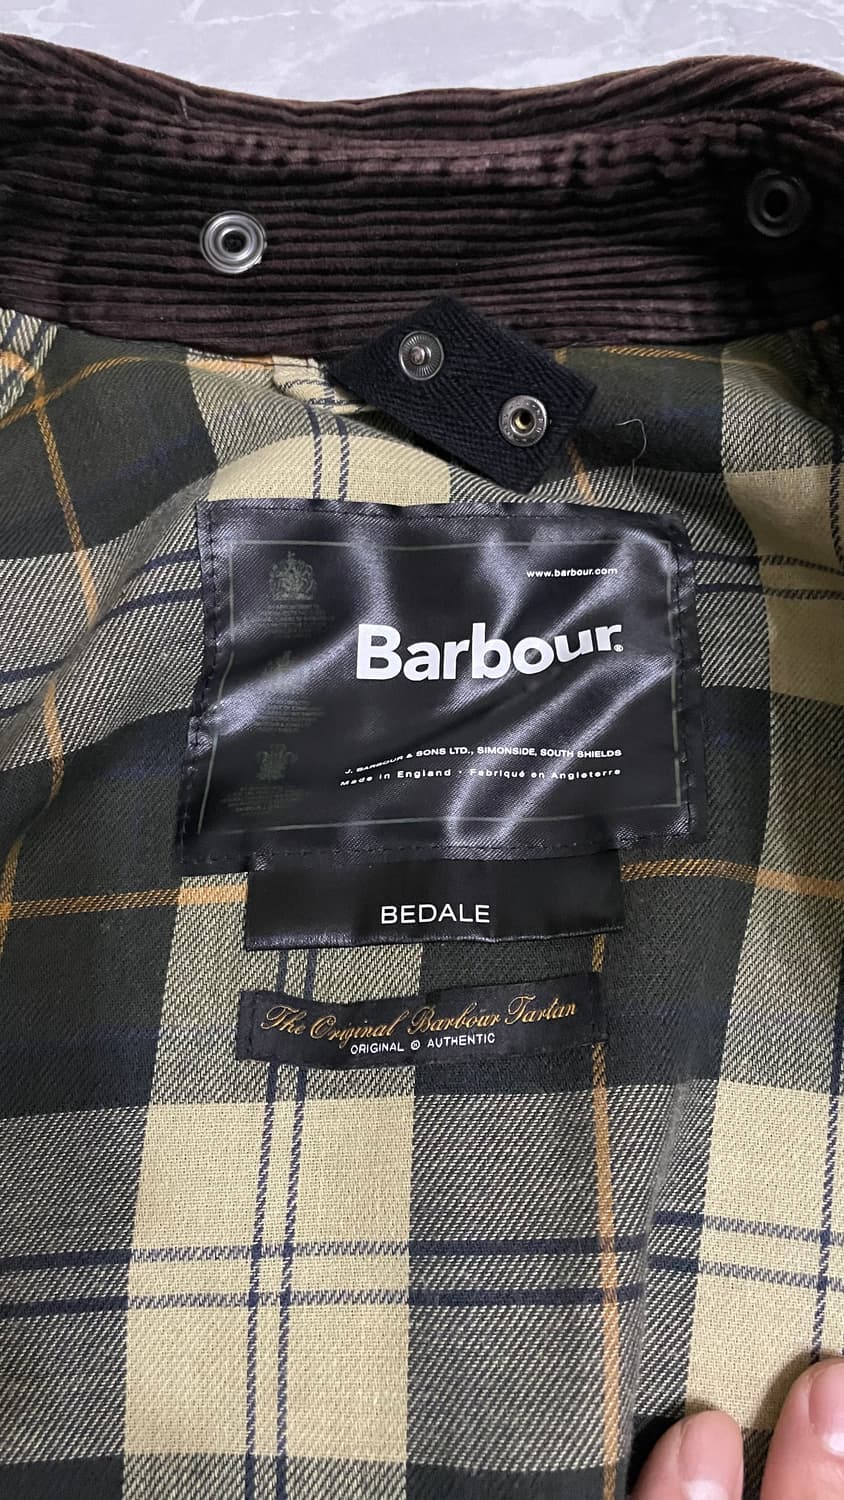 www.barbour.com
Barbour®
J. BARBOUR & SONS LTD., SIMONSIDE, SOUTH SHIELDS
Made in England · Fabriqué en Angleterre
BEDALE
The Original Barbour Tartan
ORIGINAL & AUTHENTIC